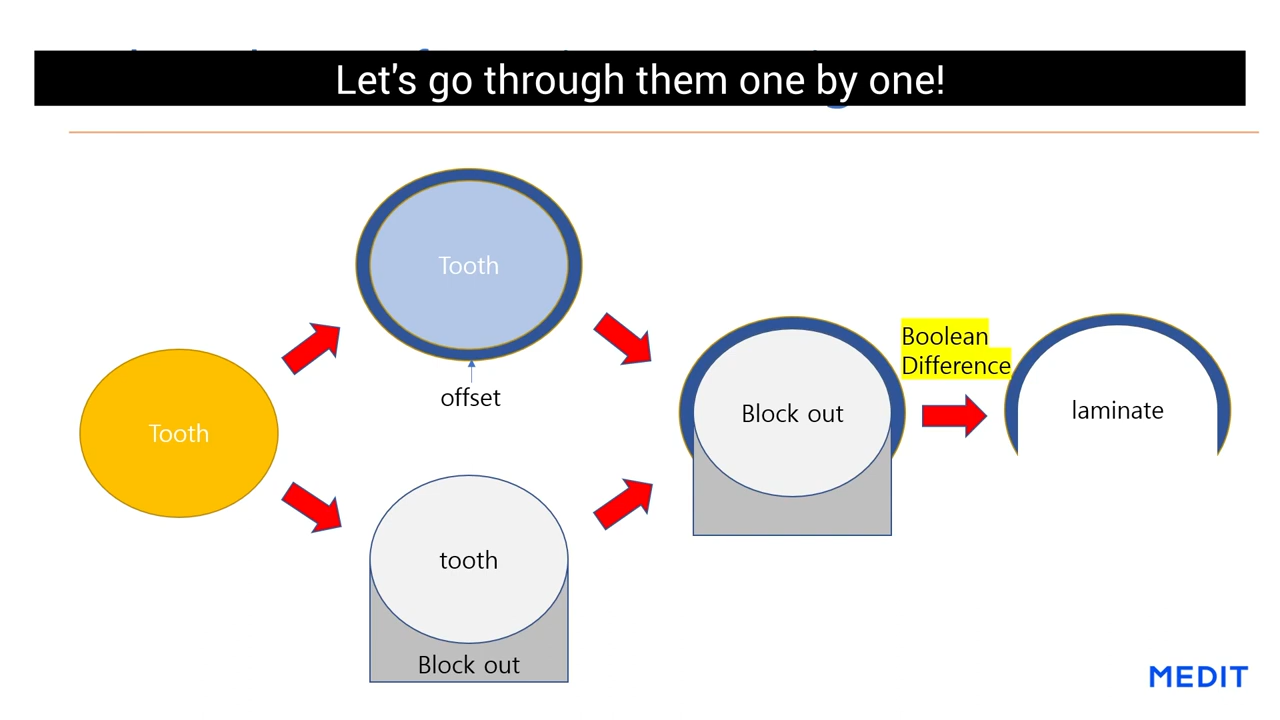 Let's go through them one by one!
Tooth
offset
Tooth
tooth
Block out
Block out
Boolean
Difference
laminate
MEDIT